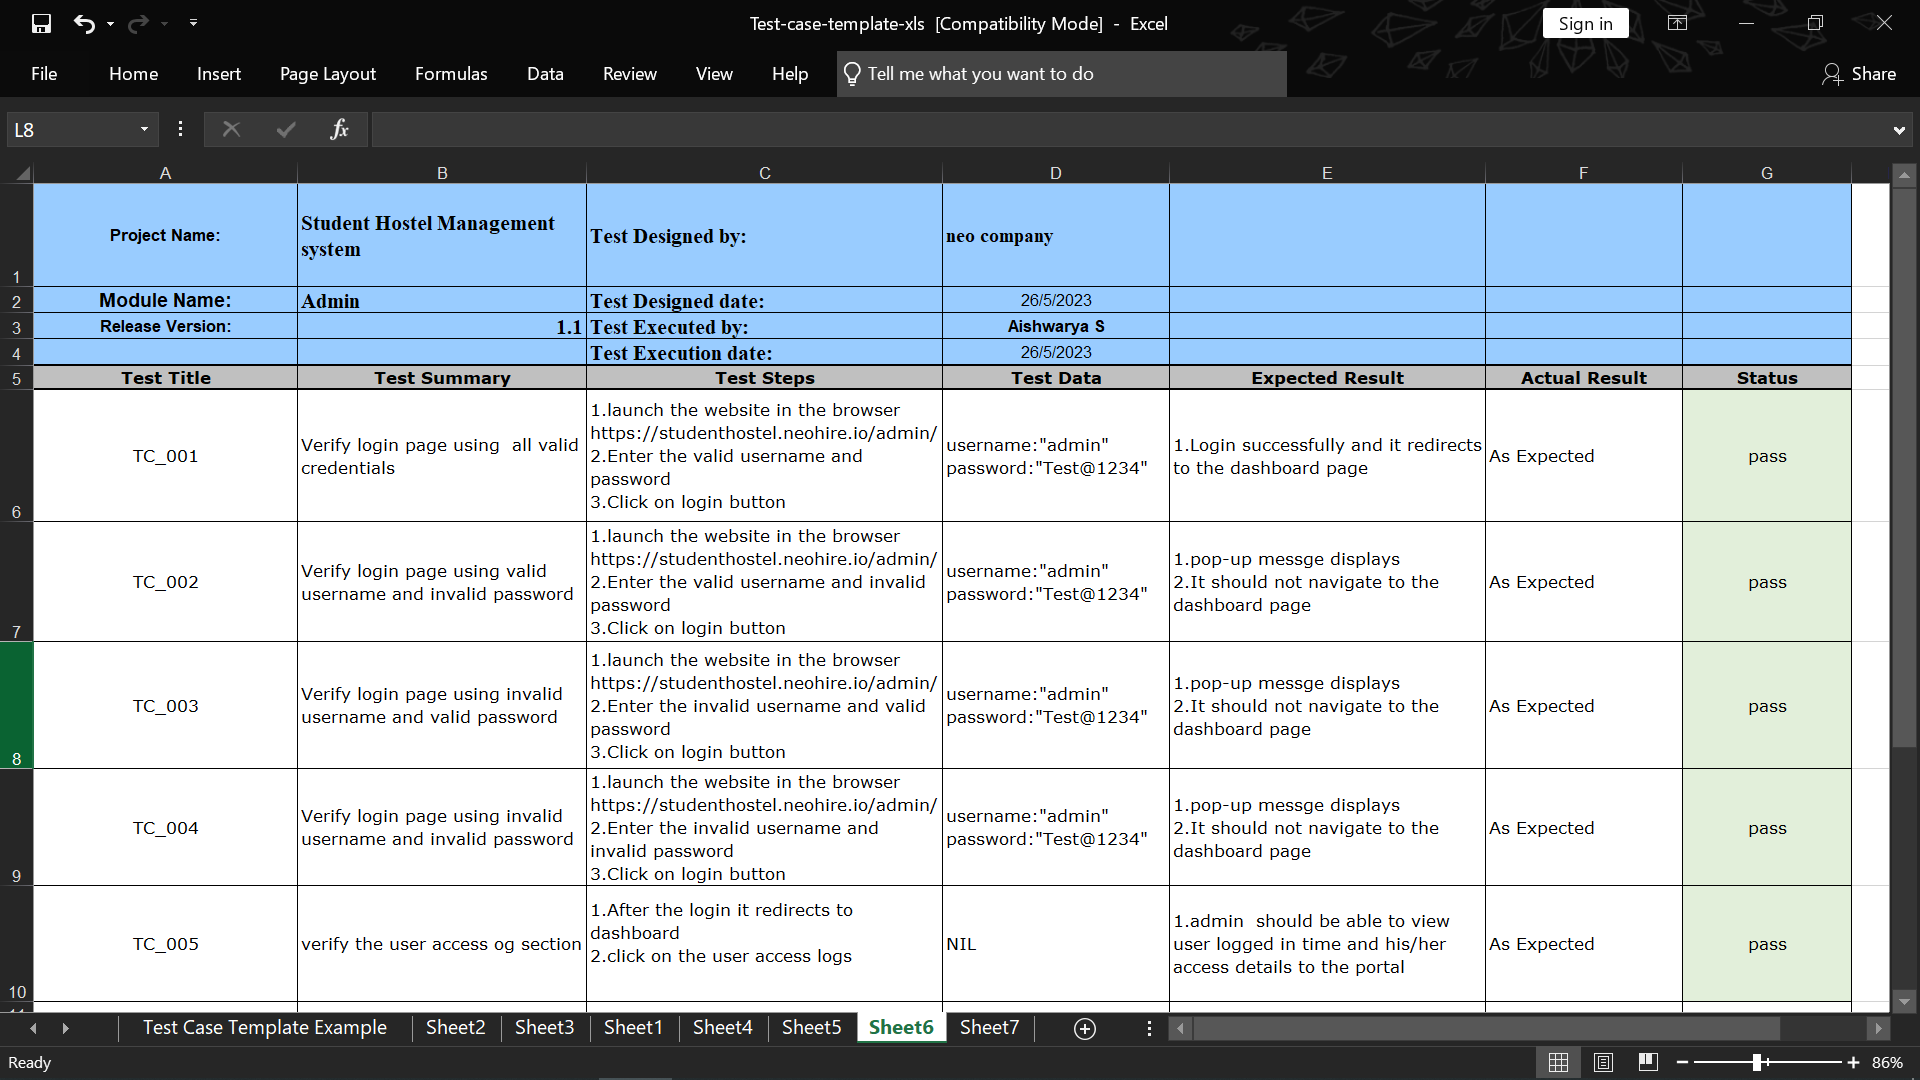 Test-case-template-xls  [Compatibility Mode]  -  Excel
Sign in
File
Home
Insert
Page Layout
Formulas
Data
Review
View
Help
Tell me what you want to do
Share
L8
fx
A
B
C
D
E
F
G
1
Project Name:
Student Hostel Management
system
Test Designed by:
neo company
2
Module Name:
Admin
Test Designed date:
26/5/2023
3
Release Version:
1.1
Test Executed by:
Aishwarya S
4
Test Execution date:
26/5/2023
5
Test Title
Test Summary
Test Steps
Test Data
Expected Result
Actual Result
Status
6
TC_001
Verify login page using  all valid
credentials
1.launch the website in the browser
https://studenthostel.neohire.io/admin/
2.Enter the valid username and
password
3.Click on login button
username:"admin"
password:"Test@1234"
1.Login successfully and it redirects
to the dashboard page
As Expected
pass
7
TC_002
Verify login page using valid
username and invalid password
1.launch the website in the browser
https://studenthostel.neohire.io/admin/
2.Enter the valid username and invalid
password
3.Click on login button
username:"admin"
password:"Test@1234"
1.pop-up messge displays
2.It should not navigate to the
dashboard page
As Expected
pass
8
TC_003
Verify login page using invalid
username and valid password
1.launch the website in the browser
https://studenthostel.neohire.io/admin/
2.Enter the invalid username and valid
password
3.Click on login button
username:"admin"
password:"Test@1234"
1.pop-up messge displays
2.It should not navigate to the
dashboard page
As Expected
pass
9
TC_004
Verify login page using invalid
username and invalid password
1.launch the website in the browser
https://studenthostel.neohire.io/admin/
2.Enter the invalid username and
invalid password
3.Click on login button
username:"admin"
password:"Test@1234"
1.pop-up messge displays
2.It should not navigate to the
dashboard page
As Expected
pass
10
TC_005
verify the user access og section
1.After the login it redirects to
dashboard
2.click on the user access logs
NIL
1.admin  should be able to view
user logged in time and his/her
access details to the portal
As Expected
pass
Test Case Template Example
Sheet2
Sheet3
Sheet1
Sheet4
Sheet5
Sheet6
Sheet7
Ready
86%